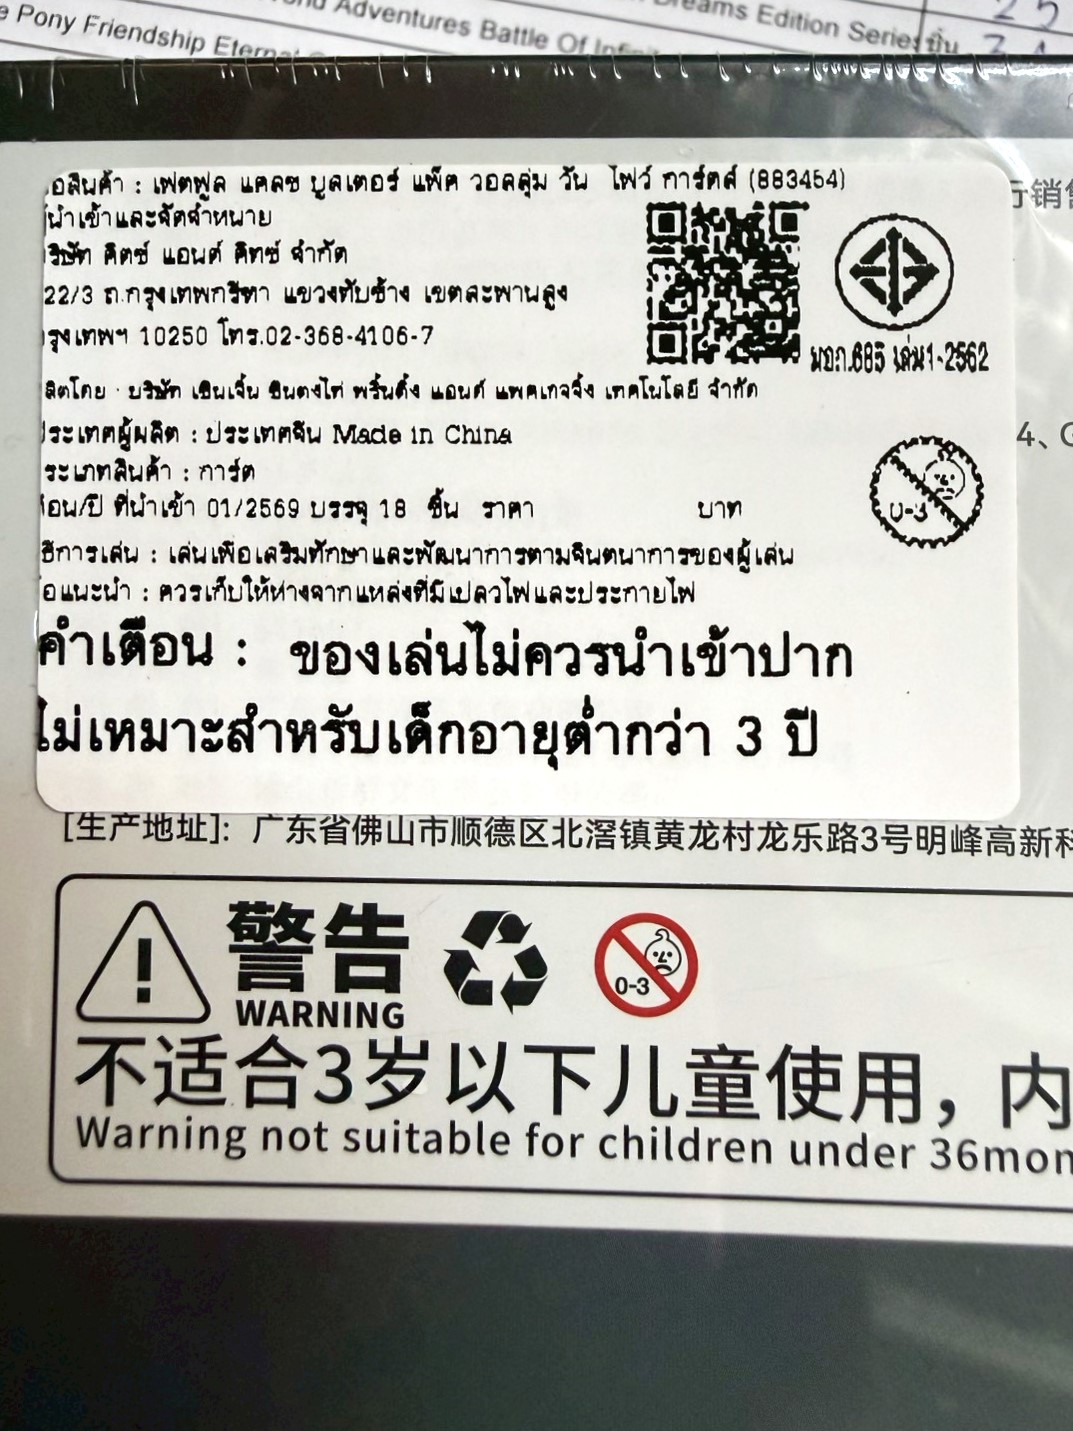 e Pony Friendship Eternal
Adventures Battle Of Infini
Dreams Edition Series
25
อสินค้า : เฟตฟูล แคลช บูสเตอร์ แพ็ค วอลลุ่ม วัน ไฟว์ การ์ดส์ (883454)
นำเข้าและจัดจำหน่าย
ริษัท คิดซ์ แอนด์ คิทซ์ จำกัด
22/3 ถ.กรุงเทพกรีฑา แขวงทับช้าง เขตสะพานสูง
รุงเทพฯ 10250 โทร.02-368-4106-7
มอก.685 เล่ม1-2562
ลิตโดย : บริษัท เซินเจิ้น ซินตงไท่ พริ้นติ้ง แอนด์ แพคเกจจิ้ง เทคโนโลยี จำกัด
ประเทศผู้ผลิต : ประเทศจีน Made in China
4、
ระเภทสินค้า : การ์ด
0-3
ดือน/ปี ที่นำเข้า 01/2569 บรรจุ 18 ชิ้น ราคา บาท
ธีการเล่น : เล่นเพื่อเสริมทักษาและพัฒนาการตามจินตนาการของผู้เล่น
้อแนะนำ : ควรเก็บให้ห่างจากแหล่งที่มีเปลวไฟและประกายไฟ
คำเตือน : ของเล่นไม่ควรนำเข้าปาก
ไม่เหมาะสำหรับเด็กอายุต่ำกว่า 3 ปี
行销售
[生产地址]: 广东省佛山市顺德区北滘镇黄龙村龙乐路3号明峰高新科
警告
WARNING
0-3
不适合3岁以下儿童使用，内
Warning not suitable for children under 36mon